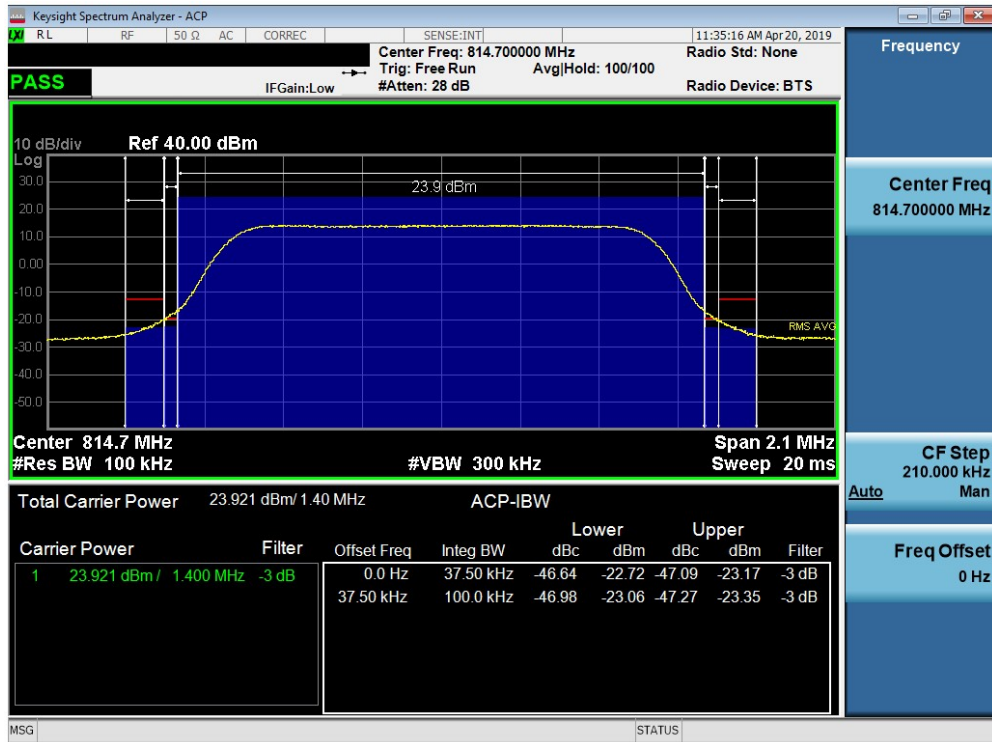 Keysight Spectrum Analyzer - ACP
LXI RL RF 50 Ω AC CORREC SENSE:INT 11:35:16 AM Apr 20, 2019
Center Freq: 814.700000 MHz Radio Std: None
Trig: Free Run Avg|Hold: 100/100
PASS IFGain:Low #Atten: 28 dB Radio Device: BTS
10 dB/div Ref 40.00 dBm
Log
30.0
20.0
10.0
0.00
-10.0
-20.0
-30.0
-40.0
-50.0
23.9 dBm
RMS AVG
Center 814.7 MHz Span 2.1 MHz
#Res BW 100 kHz #VBW 300 kHz Sweep 20 ms
Total Carrier Power 23.921 dBm/ 1.40 MHz ACP-IBW
Lower Upper
Carrier Power Filter Offset Freq Integ BW dBc dBm dBc dBm Filter
1 23.921 dBm / 1.400 MHz -3 dB 0.0 Hz 37.50 kHz -46.64 -22.72 -47.09 -23.17 -3 dB
37.50 kHz 100.0 kHz -46.98 -23.06 -47.27 -23.35 -3 dB
MSG STATUS
Frequency
Center Freq
814.700000 MHz
CF Step
210.000 kHz
Auto Man
Freq Offset
0 Hz